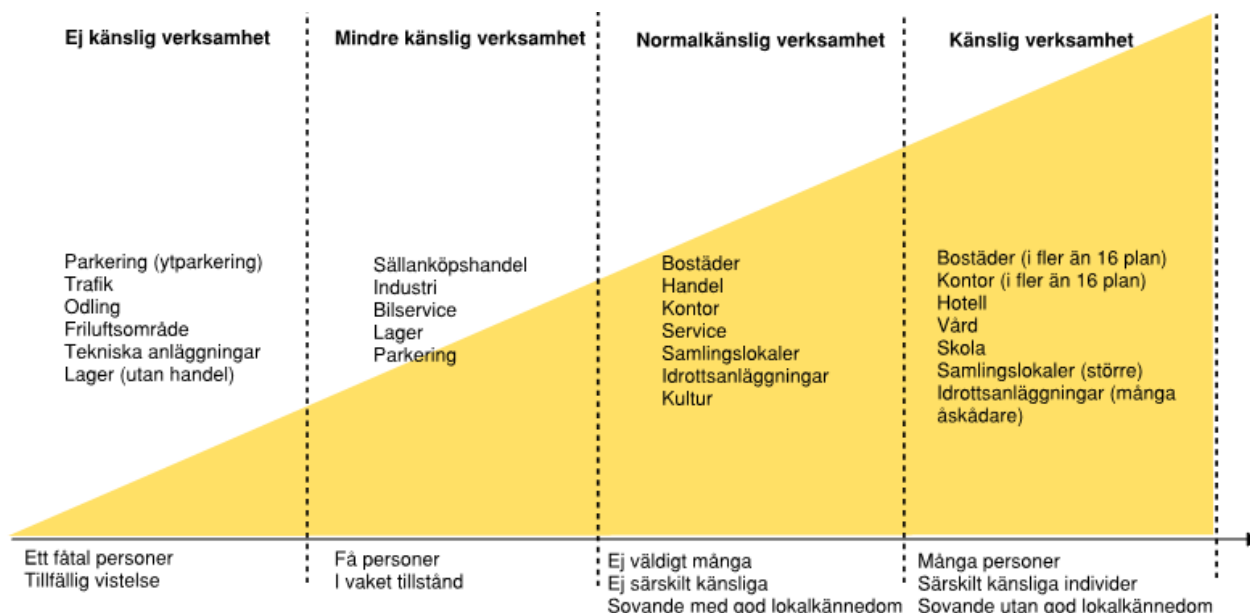 Ej känslig verksamhet
Mindre känslig verksamhet
Normalkänslig verksamhet
Känslig verksamhet
Parkering (ytparkering)
Trafik
Odling
Friluftsområde
Tekniska anläggningar
Lager (utan handel)
Sällanköpshandel
Industri
Bilservice
Lager
Parkering
Bostäder
Handel
Kontor
Service
Samlingslokaler
Idrottsanläggningar
Kultur
Bostäder (i fler än 16 plan)
Kontor (i fler än 16 plan)
Hotell
Vård
Skola
Samlingslokaler (större)
Idrottsanläggningar (många
åskådare)
Ett fåtal personer
Tillfällig vistelse
Få personer
I vaket tillstånd
Ej väldigt många
Ej särskilt känsliga
Sovande med god lokalkännedom
Många personer
Särskilt känsliga individer
Sovande utan god lokalkännedom